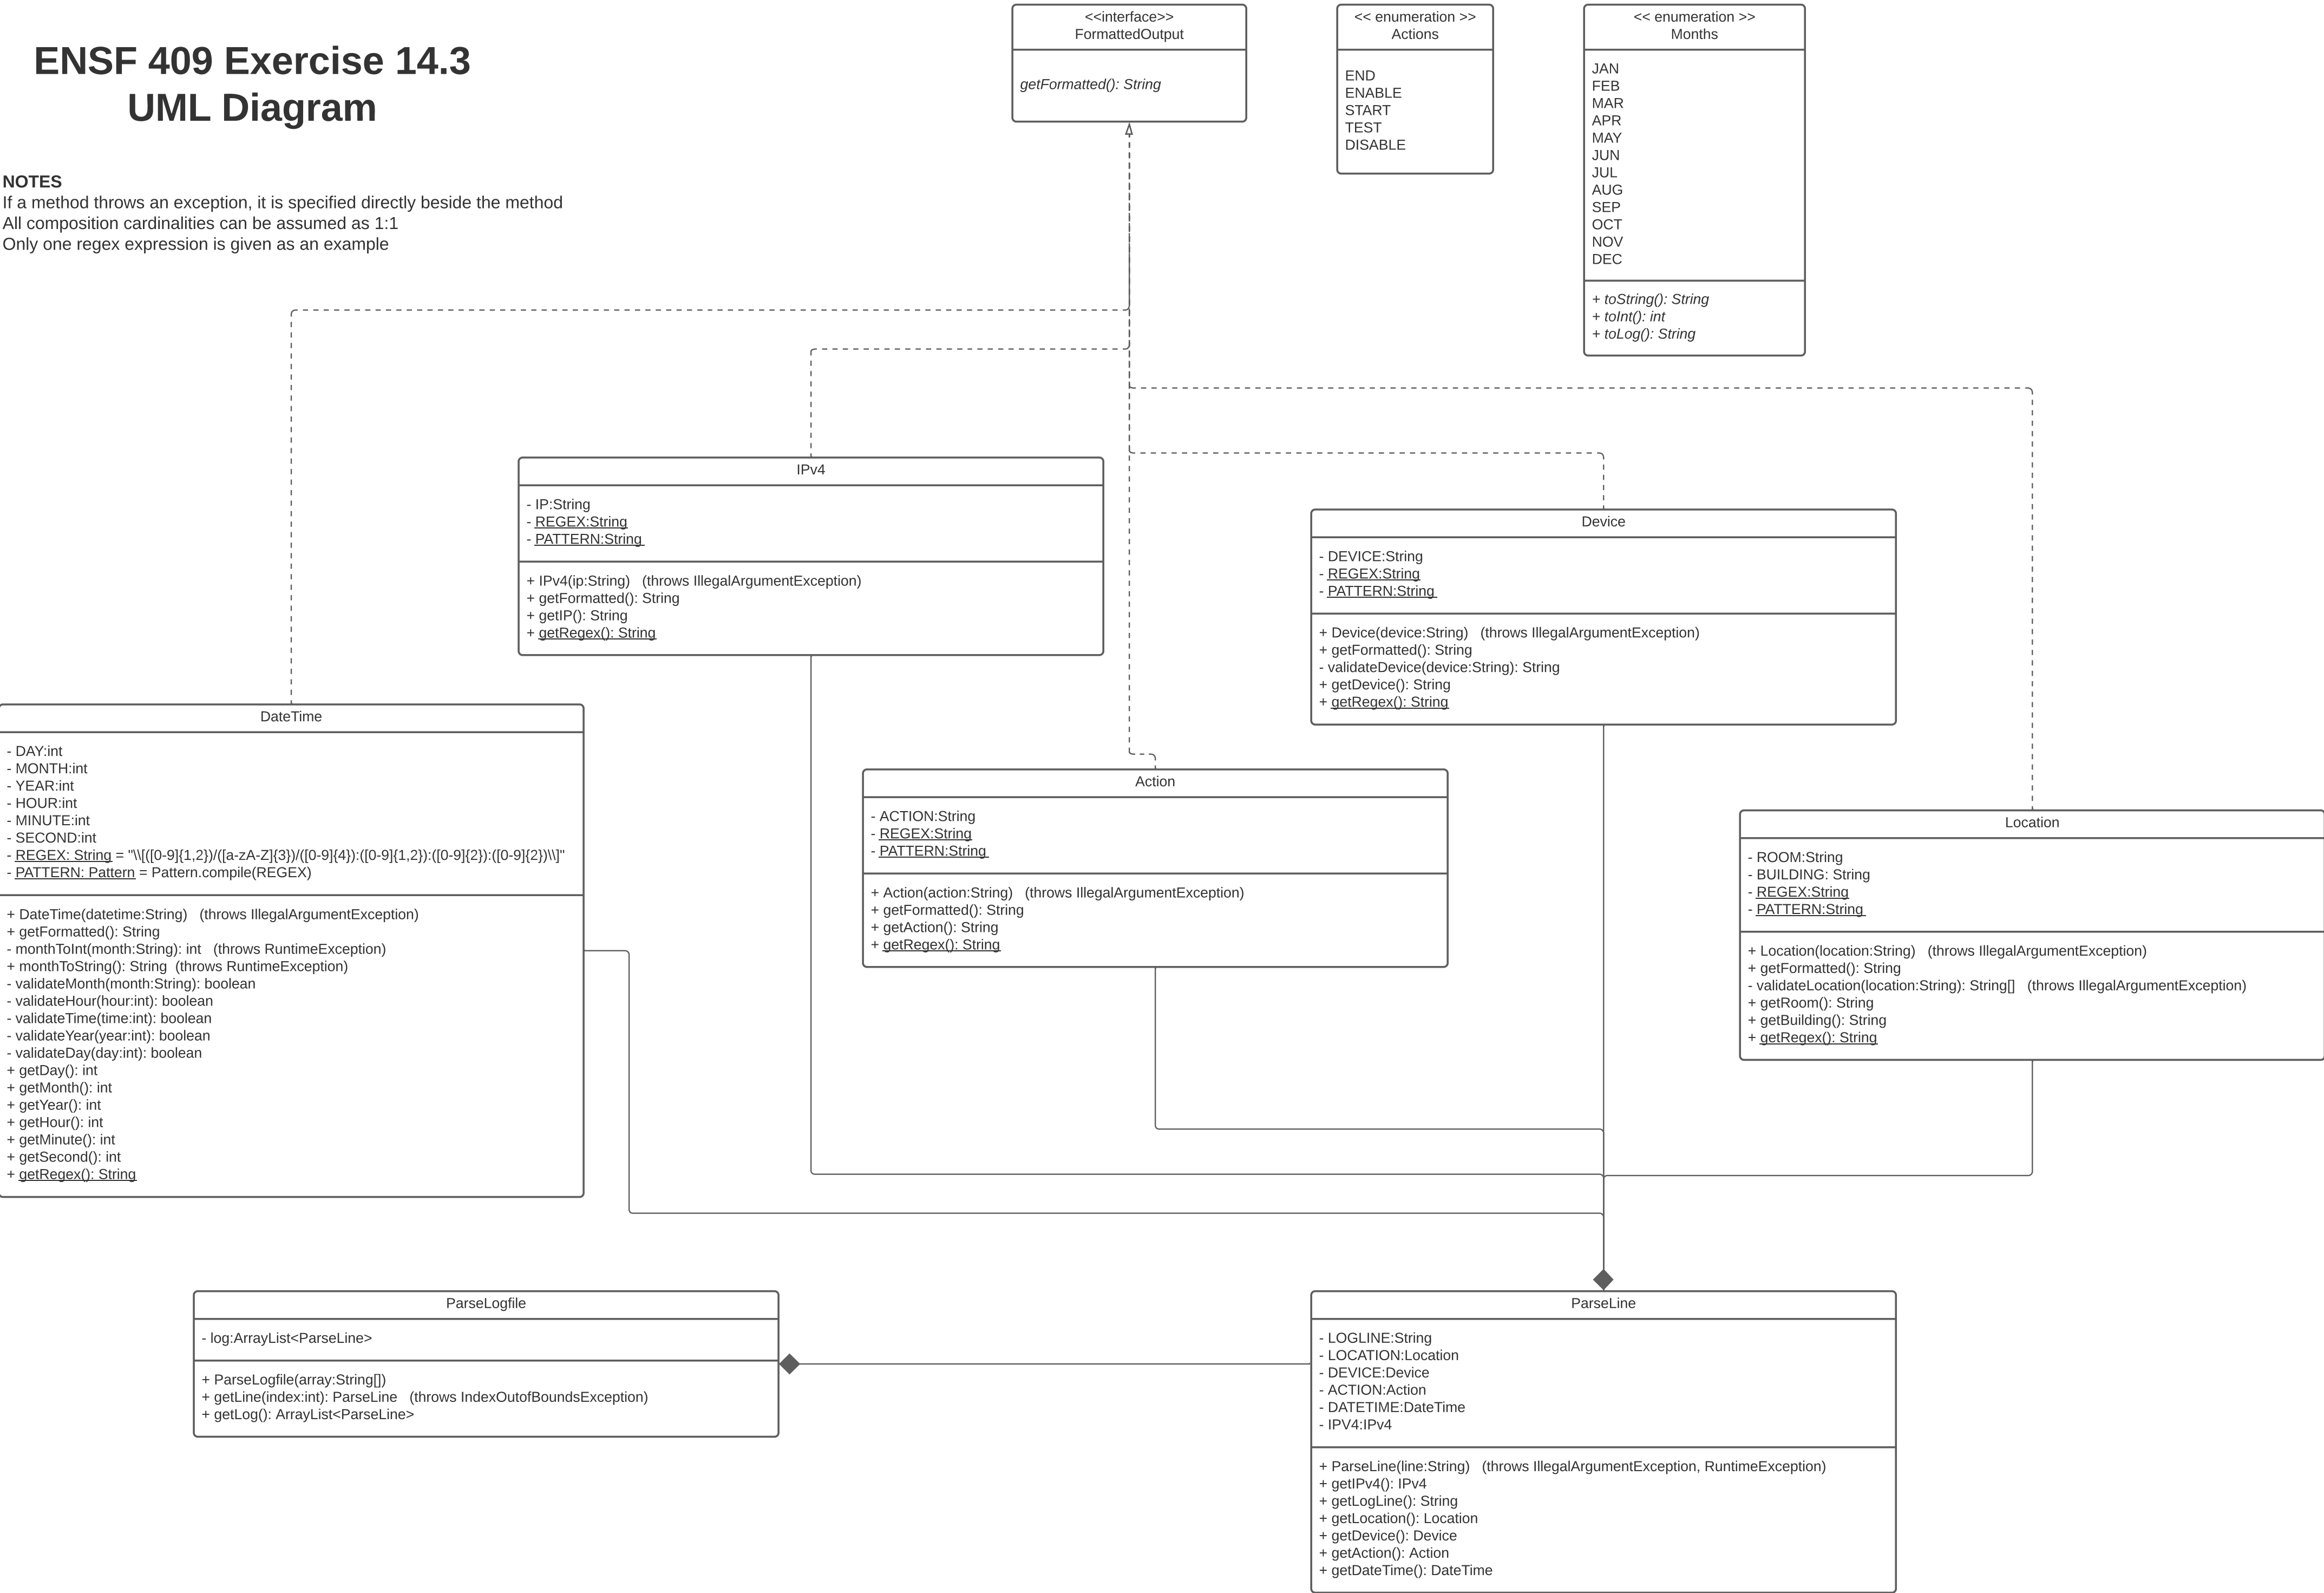 ENSF 409 Exercise 14.3
UML Diagram
NOTES
If a method throws an exception, it is specified directly beside the method
All composition cardinalities can be assumed as 1:1
Only one regex expression is given as an example
<<interface>>
FormattedOutput
getFormatted(): String
<< enumeration >>
Actions
END
ENABLE
START
TEST
DISABLE
<< enumeration >>
Months
JAN
FEB
MAR
APR
MAY
JUN
JUL
AUG
SEP
OCT
NOV
DEC
+ toString(): String
+ toInt(): int
+ toLog(): String
IPv4
- IP:String
- REGEX:String
- PATTERN:String
+ IPv4(ip:String) (throws IllegalArgumentException)
+ getFormatted(): String
+ getIP(): String
+ getRegex(): String
Device
- DEVICE:String
- REGEX:String
- PATTERN:String
+ Device(device:String) (throws IllegalArgumentException)
+ getFormatted(): String
- validateDevice(device:String): String
+ getDevice(): String
+ getRegex(): String
DateTime
- DAY:int
- MONTH:int
- YEAR:int
- HOUR:int
- MINUTE:int
- SECOND:int
- REGEX: String = "\\[([0-9]{1,2})/([a-zA-Z]{3})/([0-9]{4}):([0-9]{1,2}):([0-9]{2}):([0-9]{2})\\]"
- PATTERN: Pattern = Pattern.compile(REGEX)
+ DateTime(datetime:String) (throws IllegalArgumentException)
+ getFormatted(): String
- monthToInt(month:String): int (throws RuntimeException)
+ monthToString(): String (throws RuntimeException)
- validateMonth(month:String): boolean
- validateHour(hour:int): boolean
- validateTime(time:int): boolean
- validateYear(year:int): boolean
- validateDay(day:int): boolean
+ getDay(): int
+ getMonth(): int
+ getYear(): int
+ getHour(): int
+ getMinute(): int
+ getSecond(): int
+ getRegex(): String
Action
- ACTION:String
- REGEX:String
- PATTERN:String
+ Action(action:String) (throws IllegalArgumentException)
+ getFormatted(): String
+ getAction(): String
+ getRegex(): String
Location
- ROOM:String
- BUILDING: String
- REGEX:String
- PATTERN:String
+ Location(location:String) (throws IllegalArgumentException)
+ getFormatted(): String
- validateLocation(location:String): String[] (throws IllegalArgumentException)
+ getRoom(): String
+ getBuilding(): String
+ getRegex(): String
ParseLogfile
- log:ArrayList<ParseLine>
+ ParseLogfile(array:String[])
+ getLine(index:int): ParseLine (throws IndexOutofBoundsException)
+ getLog(): ArrayList<ParseLine>
ParseLine
- LOGLINE:String
- LOCATION:Location
- DEVICE:Device
- ACTION:Action
- DATETIME:DateTime
- IPV4:IPv4
+ ParseLine(line:String) (throws IllegalArgumentException, RuntimeException)
+ getIPv4(): IPv4
+ getLogLine(): String
+ getLocation(): Location
+ getDevice(): Device
+ getAction(): Action
+ getDateTime(): DateTime